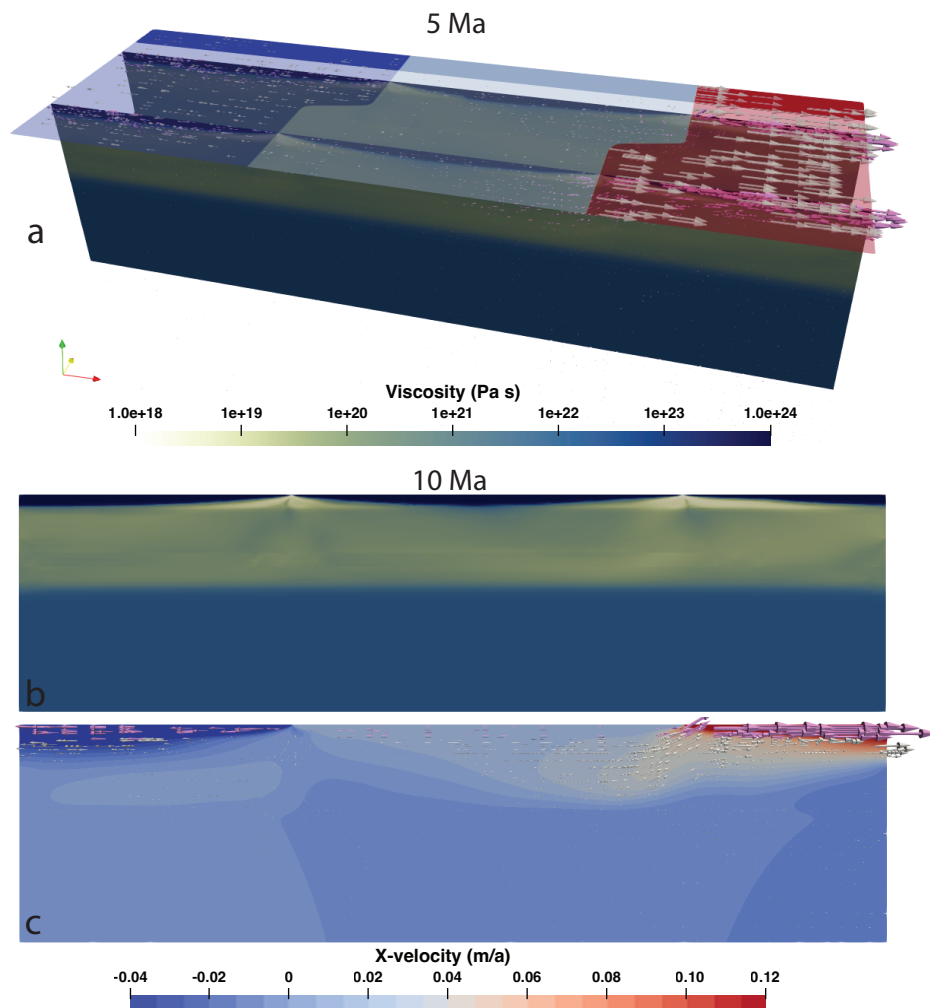 5 Ma
a
Viscosity (Pa s)
1.0e+18 1e+19 1e+20 1e+21 1e+22 1e+23 1.0e+24
10 Ma
b
c
X-velocity (m/a)
-0.04 -0.02 0 0.02 0.04 0.06 0.08 0.10 0.12